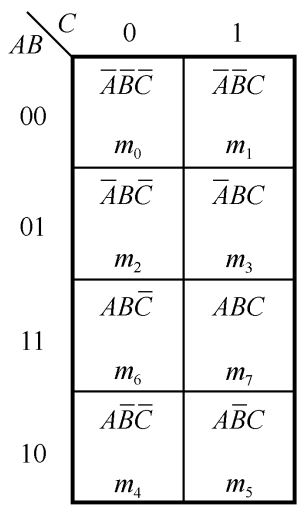 C 0 1
AB
A̅B̅C̅ A̅B̅C
00
m₀ m₁
A̅BC̅ A̅BC
01
m₂ m₃
ABC̅ ABC
11
m₆ m₇
AB̅C̅ AB̅C
10
m₄ m₅